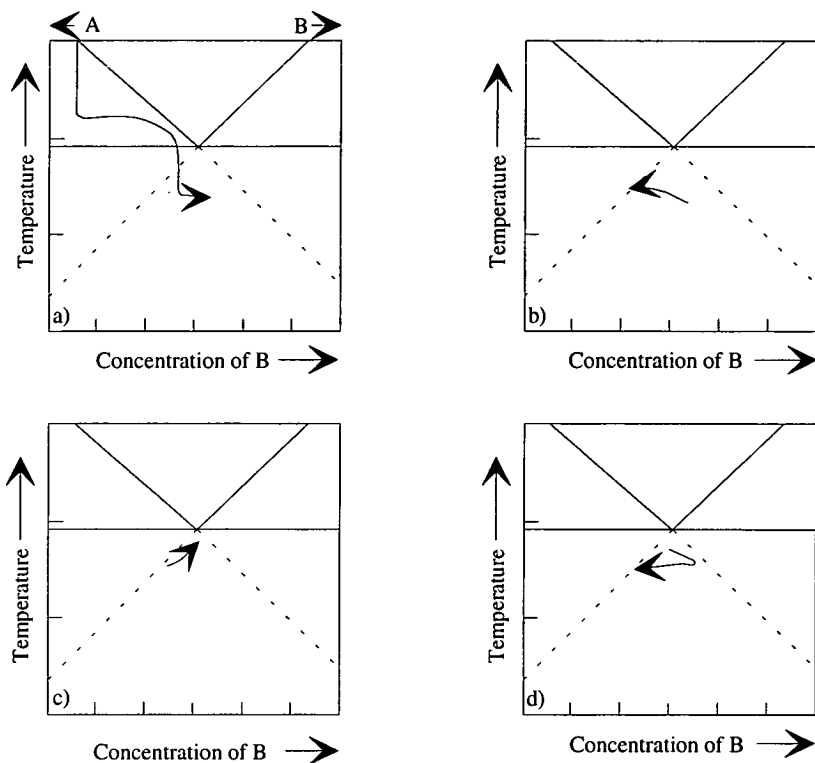 A B
Temperature
a)
Concentration of B
Temperature
b)
Concentration of B
Temperature
c)
Concentration of B
Temperature
d)
Concentration of B